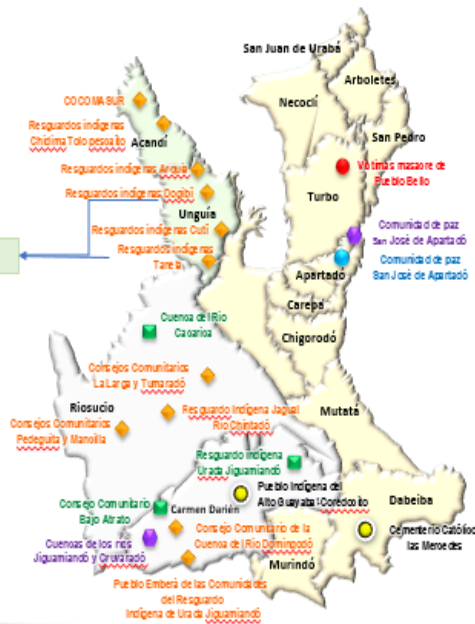 San Juan de Urabá
Arboletes
Necoclí
San Pedro
COCOMASUR
Resguardos indígenas
Chidima Tolo pescaito
Acandí
Resguardos indígenas Arquía
Resguardos indígenas Dogibí
Unguía
Resguardos indígenas Cutí
Resguardos indígenas
Tanela
Víctimas masacre de
Pueblo Bello
Turbo
Comunidad de paz
San José de Apartadó
Comunidad de paz
San José de Apartadó
Apartadó
Carepa
Chigorodó
Cuenca del Río
Cacarica
Consejos Comunitarios
La Larga y Tumaradó
Riosucio
Mutatá
Consejos Comunitarios
Pedeguita y Mancilla
Resguardo Indígena Jagual
Río Chintadó
Resguardo Indígena
Urada Jiguamiandó
Pueblo Indígena del
Alto Guayabal
Dabeiba
Consejo Comunitario
Bajo Atrato
Carmen Darién
Cementerio Católico
las Mercedes
Cuencas de los ríos
Jiguamiandó y Curvaradó
Consejo Comunitario de la
Cuenca del Río Domingodó
Murindó
Pueblo Emberá de las Comunidades
del Resguardo
Indígena de Urada Jiguamiandó